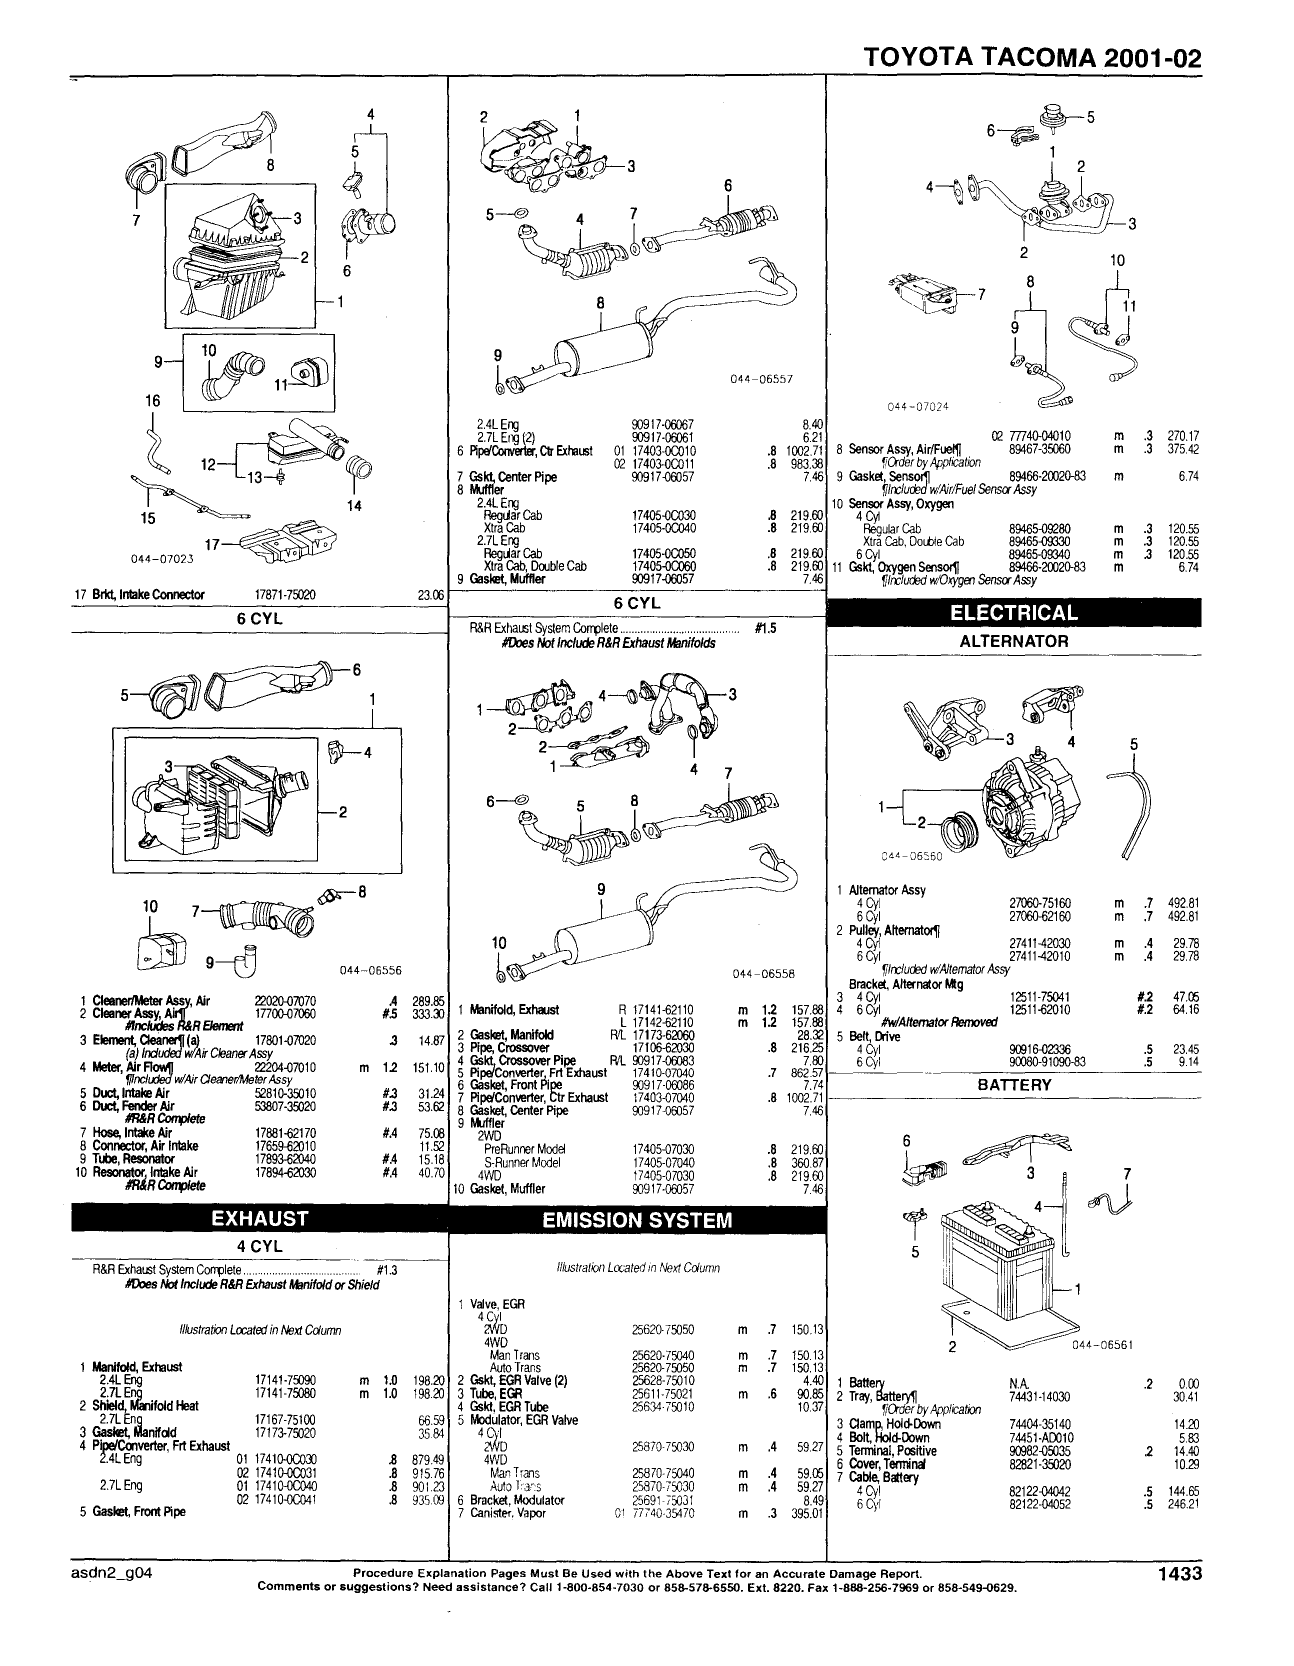 TOYOTA TACOMA 2001-02
4
5
8
7
3
2
6
1
9
10
11
16
12
13
14
15
17
044-07023
17 Brkt, Intake Connector 17871-75020 23.06
6 CYL
6
5
1
4
3
2
8
10
7
9
044-06556
1 Cleaner/Meter Assy, Air 22020-07070 .4 289.85
2 Cleaner Assy, Air¶ 17700-07060 #.5 333.30
#Includes R&R Element
3 Element, Cleaner¶ (a) 17801-07020 .3 14.87
(a) Included w/Air Cleaner Assy
4 Meter, Air Flow¶ 22204-07010 m 1.2 151.10
¶Included w/Air Cleaner/Meter Assy
5 Duct, Intake Air 52810-35010 #.3 31.24
6 Duct, Fender Air 53807-35020 #.3 53.62
#R&R Complete
7 Hose, Intake Air 17881-62170 #.4 75.08
8 Connector, Air Intake 17659-62010 11.52
9 Tube, Resonator 17893-62040 #.4 15.18
10 Resonator, Intake Air 17894-62030 #.4 40.70
#R&R Complete
EXHAUST
4 CYL
R&R Exhaust System Complete ........ #1.3
#Does Not Include R&R Exhaust Manifold or Shield
Illustration Located in Next Column
1 Manifold, Exhaust
2.4L Eng 17141-75090 m 1.0 198.20
2.7L Eng 17141-75080 m 1.0 198.20
2 Shield, Manifold Heat
2.7L Eng 17167-75100 66.59
3 Gasket, Manifold 17173-75020 35.84
4 Pipe/Converter, Frt Exhaust
2.4L Eng 01 17410-0C030 .8 879.49
02 17410-0C031 .8 915.76
2.7L Eng 01 17410-0C040 .8 901.23
02 17410-0C041 .8 935.09
5 Gasket, Front Pipe
2
1
3
6
5
4
7
8
9
044-06557
2.4L Eng 90917-06067 8.40
2.7L Eng (2) 90917-06061 6.21
6 Pipe/Converter, Ctr Exhaust 01 17403-0C010 .8 1002.71
02 17403-0C011 .8 983.38
7 Gskt, Center Pipe 90917-06057 7.46
8 Muffler
2.4L Eng
Regular Cab 17405-0C030 .8 219.60
Xtra Cab 17405-0C040 .8 219.60
2.7L Eng
Regular Cab 17405-0C050 .8 219.60
Xtra Cab, Double Cab 17405-0C060 .8 219.60
9 Gasket, Muffler 90917-06057 7.46
6 CYL
R&R Exhaust System Complete ........ #1.5
#Does Not Include R&R Exhaust Manifolds
1
4
3
2
2
1
4
7
6
5
8
9
10
044-06558
1 Manifold, Exhaust R 17141-62110 m 1.2 157.88
L 17142-62110 m 1.2 157.88
2 Gasket, Manifold R/L 17173-62060 28.32
3 Pipe, Crossover 17106-62030 .8 216.25
4 Gskt, Crossover Pipe R/L 90917-06083 7.80
5 Pipe/Converter, Frt Exhaust 17410-07040 .7 862.57
6 Gasket, Front Pipe 90917-06086 7.74
7 Pipe/Converter, Ctr Exhaust 17403-07040 .8 1002.71
8 Gasket, Center Pipe 90917-06057 7.46
9 Muffler
2WD
PreRunner Model 17405-07030 .8 219.60
S-Runner Model 17405-07040 .8 360.87
4WD 17405-07030 .8 219.60
10 Gasket, Muffler 90917-06057 7.46
EMISSION SYSTEM
Illustration Located in Next Column
1 Valve, EGR
4 Cyl
2WD 25620-75050 m .7 150.13
4WD
Man Trans 25620-75040 m .7 150.13
Auto Trans 25620-75050 m .7 150.13
2 Gskt, EGR Valve (2) 25628-75010 4.40
3 Tube, EGR 25611-75021 m .6 90.85
4 Gskt, EGR Tube 25634-75010 10.37
5 Modulator, EGR Valve
4 Cyl
2WD 25870-75030 m .4 59.27
4WD
Man Trans 25870-75040 m .4 59.05
Auto Trans 25870-75030 m .4 59.27
6 Bracket, Modulator 25691-75031 8.49
7 Canister, Vapor 01 77740-35470 m .3 395.01
5
6
1
2
4
3
2
10
7
8
11
9
044-07024
02 77740-04010 m .3 270.17
8 Sensor Assy, Air/Fuel¶ 89467-35060 m .3 375.42
¶Order by Application
9 Gasket, Sensor¶ 89466-20020-83 m 6.74
¶Included w/Air/Fuel Sensor Assy
10 Sensor Assy, Oxygen
4 Cyl
Regular Cab 89465-09280 m .3 120.55
Xtra Cab, Double Cab 89465-09330 m .3 120.55
6 Cyl 89465-09340 m .3 120.55
11 Gskt, Oxygen Sensor¶ 89466-20020-83 m 6.74
¶Included w/Oxygen Sensor Assy
ELECTRICAL
ALTERNATOR
3
4
5
1
2
044-06560
1 Alternator Assy
4 Cyl 27060-75160 m .7 492.81
6 Cyl 27060-62160 m .7 492.81
2 Pulley, Alternator¶
4 Cyl 27411-42030 m .4 29.78
6 Cyl 27411-42010 m .4 29.78
¶Included w/Alternator Assy
Bracket, Alternator Mtg
3 4 Cyl 12511-75041 #.2 47.05
4 6 Cyl 12511-62010 #.2 64.16
#w/Alternator Removed
5 Belt, Drive
4 Cyl 90916-02336 .5 23.45
6 Cyl 90080-91090-83 .5 9.14
BATTERY
6
3
7
4
5
1
2
044-06561
1 Battery N.A. .2 0.00
2 Tray, Battery¶ 74431-14030 30.41
¶Order by Application
3 Clamp, Hold-Down 74404-35140 14.20
4 Bolt, Hold-Down 74451-AD010 5.83
5 Terminal, Positive 90982-05035 .2 14.40
6 Cover, Terminal 82821-35020 10.29
7 Cable, Battery
4 Cyl 82122-04042 .5 144.65
6 Cyl 82122-04052 .5 246.21
asdn2_g04
Procedure Explanation Pages Must Be Used with the Above Text for an Accurate Damage Report.
Comments or suggestions? Need assistance? Call 1-800-854-7030 or 858-578-6550. Ext. 8220. Fax 1-888-256-7969 or 858-549-0629.
1433